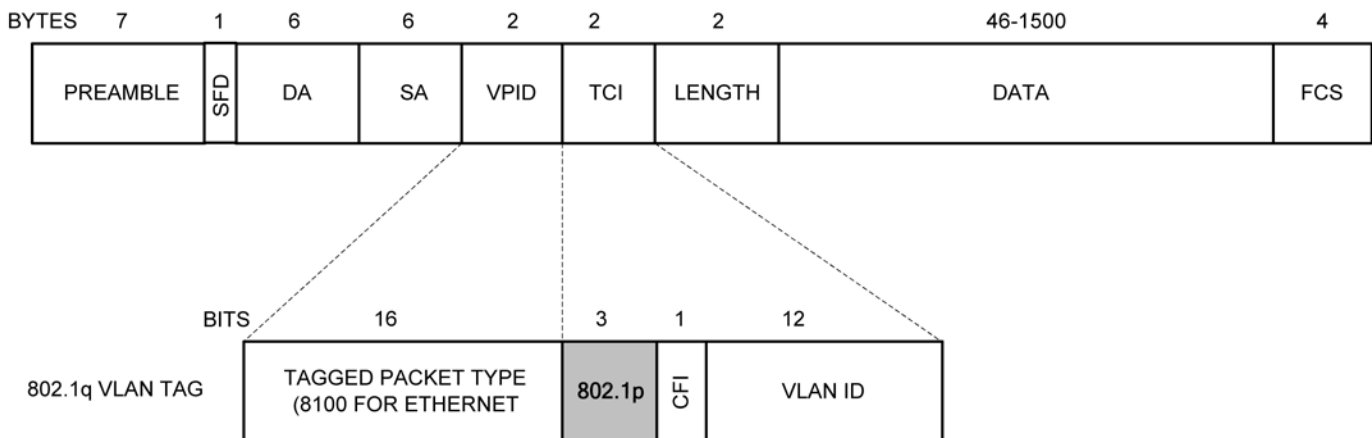 BYTES 7 1 6 6 2 2 2 46-1500 4
PREAMBLE SFD DA SA VPID TCI LENGTH DATA FCS
BITS 16 3 1 12
802.1q VLAN TAG
TAGGED PACKET TYPE
(8100 FOR ETHERNET
802.1p
CFI
VLAN ID